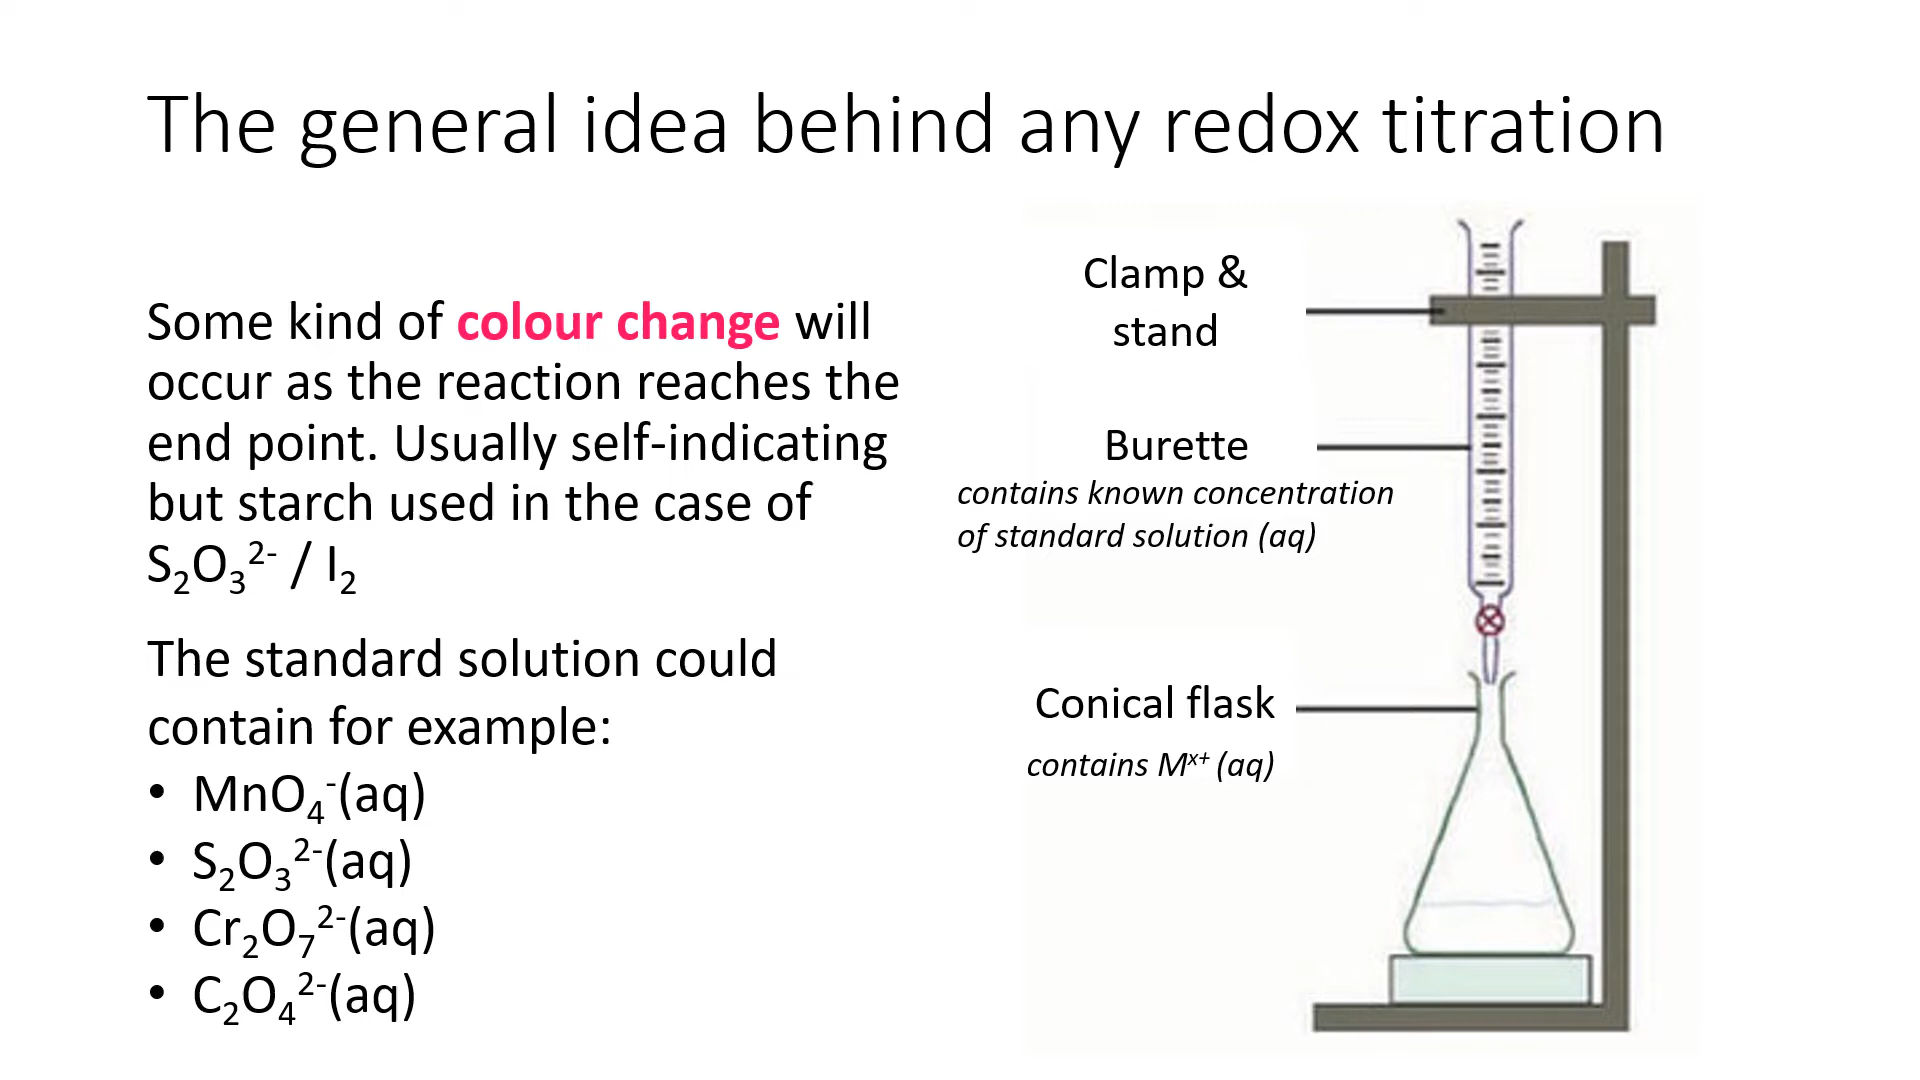 The general idea behind any redox titration
Some kind of colour change will
occur as the reaction reaches the
end point. Usually self-indicating
but starch used in the case of
S₂O₃²⁻ / I₂
The standard solution could
contain for example:
• MnO₄⁻(aq)
• S₂O₃²⁻(aq)
• Cr₂O₇²⁻(aq)
• C₂O₄²⁻(aq)
Clamp &
stand
Burette
contains known concentration
of standard solution (aq)
Conical flask
contains Mˣ⁺ (aq)